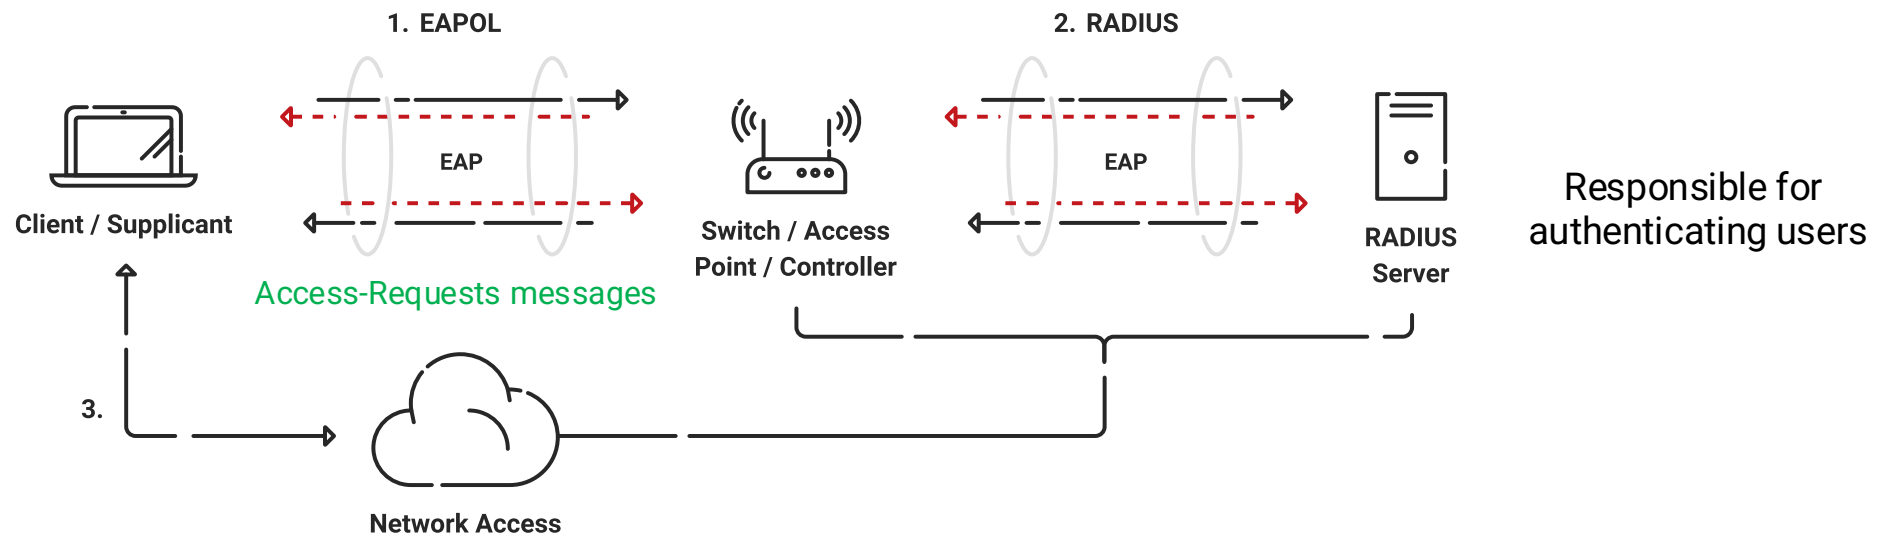 1. EAPOL
2. RADIUS
EAP
EAP
Client / Supplicant
Switch / Access
Point / Controller
RADIUS
Server
Responsible for
authenticating users
Access-Requests messages
3.
Network Access